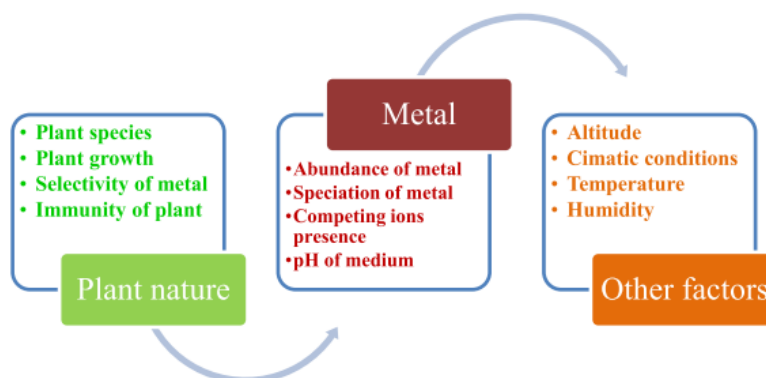 • Plant species
• Plant growth
• Selectivity of metal
• Immunity of plant
Plant nature
Metal
•Abundance of metal
•Speciation of metal
•Competing ions
presence
•pH of medium
• Altitude
• Cimatic conditions
• Temperature
• Humidity
Other factors